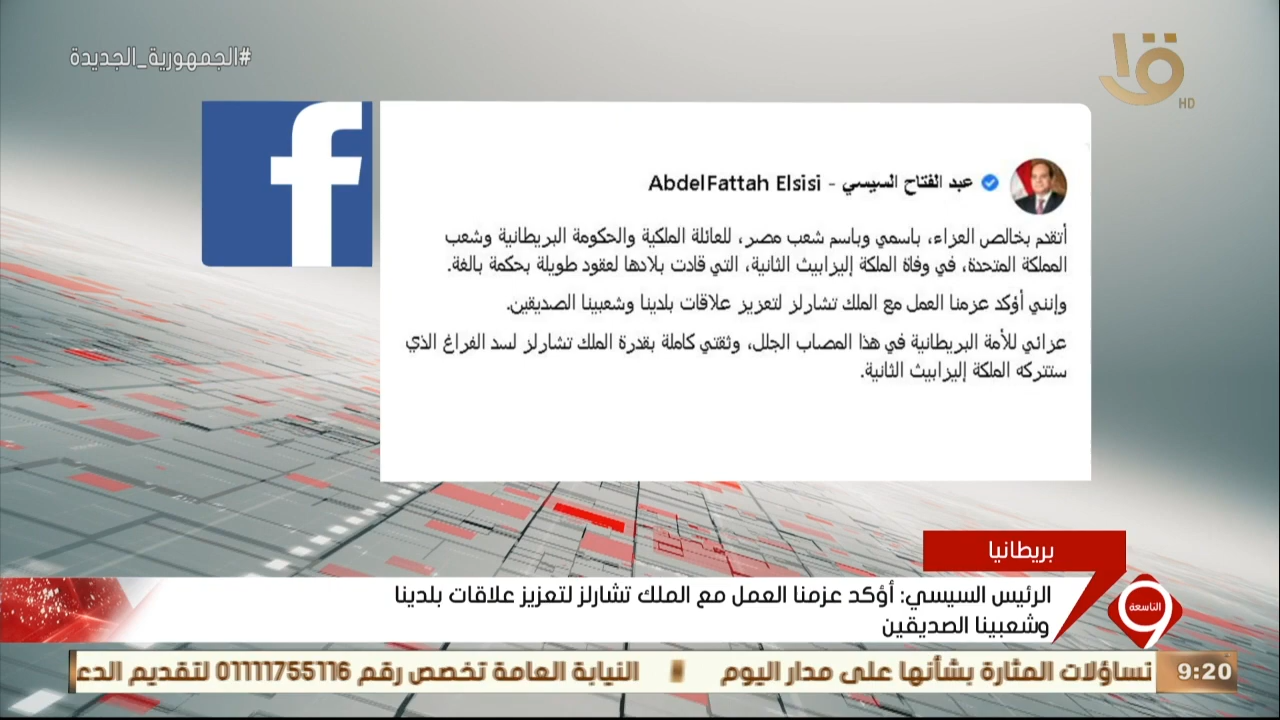 #الجمهورية_الجديدة
HD
عبد الفتاح السيسي - AbdelFattah Elsisi
أتقدم بخالص العزاء، باسمي وباسم شعب مصر، للعائلة الملكية والحكومة البريطانية وشعب
المملكة المتحدة، في وفاة الملكة إليزابيث الثانية، التي قادت بلادها لعقود طويلة بحكمة بالغة.
وإنني أؤكد عزمنا العمل مع الملك تشارلز لتعزيز علاقات بلدينا وشعبينا الصديقين.
عزائي للأمة البريطانية في هذا المصاب الجلل، وثقتي كاملة بقدرة الملك تشارلز لسد الفراغ الذي
ستتركه الملكة إليزابيث الثانية.
بريطانيا
الرئيس السيسي: أؤكد عزمنا العمل مع الملك تشارلز لتعزيز علاقات بلدينا
وشعبينا الصديقين
التاسعة
9
9:20 تساؤلات المثارة بشأنها على مدار اليوم النيابة العامة تخصص رقم 01111755116 لتقديم الدع